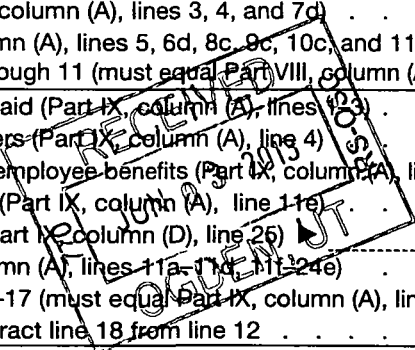 column (A), lines 3, 4, and 7d) . .
mn (A), lines 5, 6d, 8c, 9c, 10c, and 11
ough 11 (must equal Part VIII, column (A
aid (Part IX, column (A), lines 1-3) .
ers (Part IX, column (A), line 4) .
employee benefits (Part IX, column (A), li
(Part IX, column (A), line 11e) .
art IX, column (D), line 25)
mn (A), lines 11a–11d, 11f–24e) .
-17 (must equal Part IX, column (A), lin
tract line 18 from line 12 . . . .
RECEIVED
JUN 03 2013
IRS-OSC
OGDEN, UT